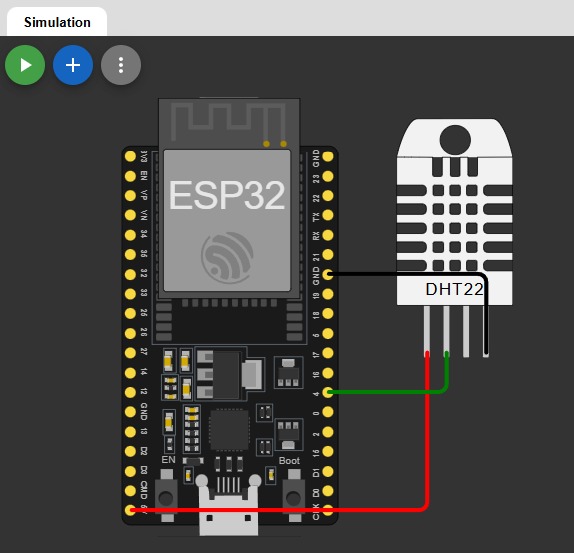 Simulation
ESP32
DHT22
3V3
EN
VP
VN
34
35
32
33
25
26
27
14
12
GND
13
D2
D3
CMD
5V
GND
23
22
TX
RX
21
GND
19
18
5
17
16
4
0
2
15
D1
D0
CLK
EN
Boot